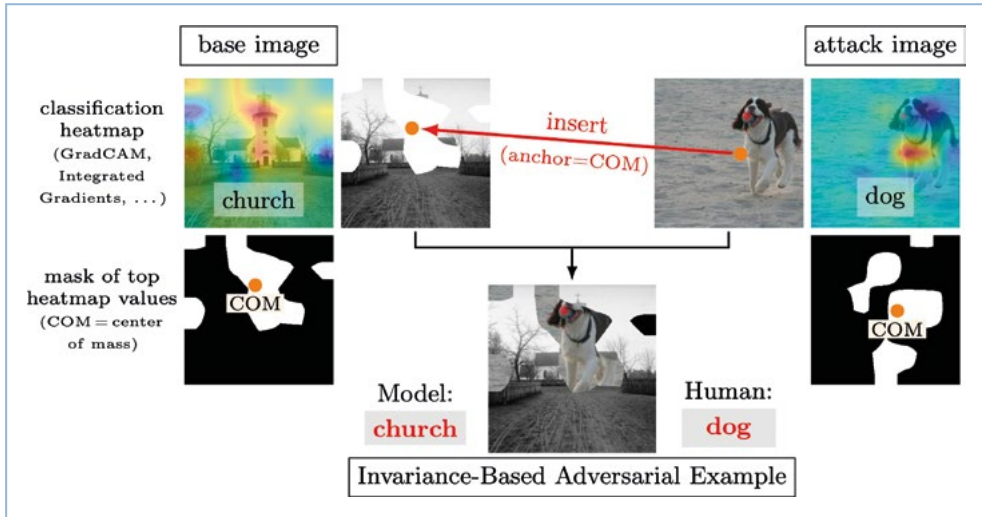 base image
attack image
classification
heatmap
(GradCAM,
Integrated
Gradients, ...)
church
insert
(anchor=COM)
dog
mask of top
heatmap values
(COM = center
of mass)
COM
COM
Model:
church
Human:
dog
Invariance-Based Adversarial Example